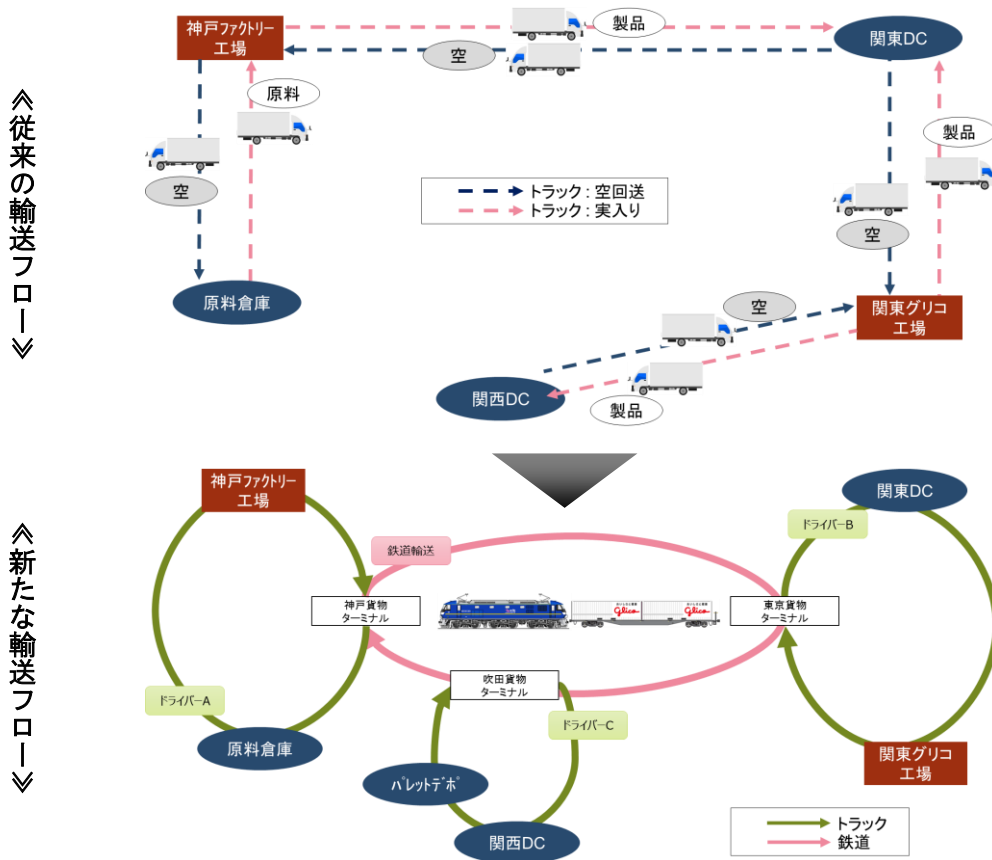 ≪従来の輸送フロー≫
神戸ファクトリー
工場
製品
関東DC
空
原料
空
製品
トラック：空回送
トラック：実入り
空
原料倉庫
空
関東グリコ
工場
関西DC
製品
≪新たな輸送フロー≫
神戸ファクトリー
工場
関東DC
ドライバーB
鉄道輸送
神戸貨物
ターミナル
glico
glico
東京貨物
ターミナル
吹田貨物
ターミナル
ドライバーA
ドライバーC
原料倉庫
関東グリコ
工場
パレットデポ
関西DC
トラック
鉄道